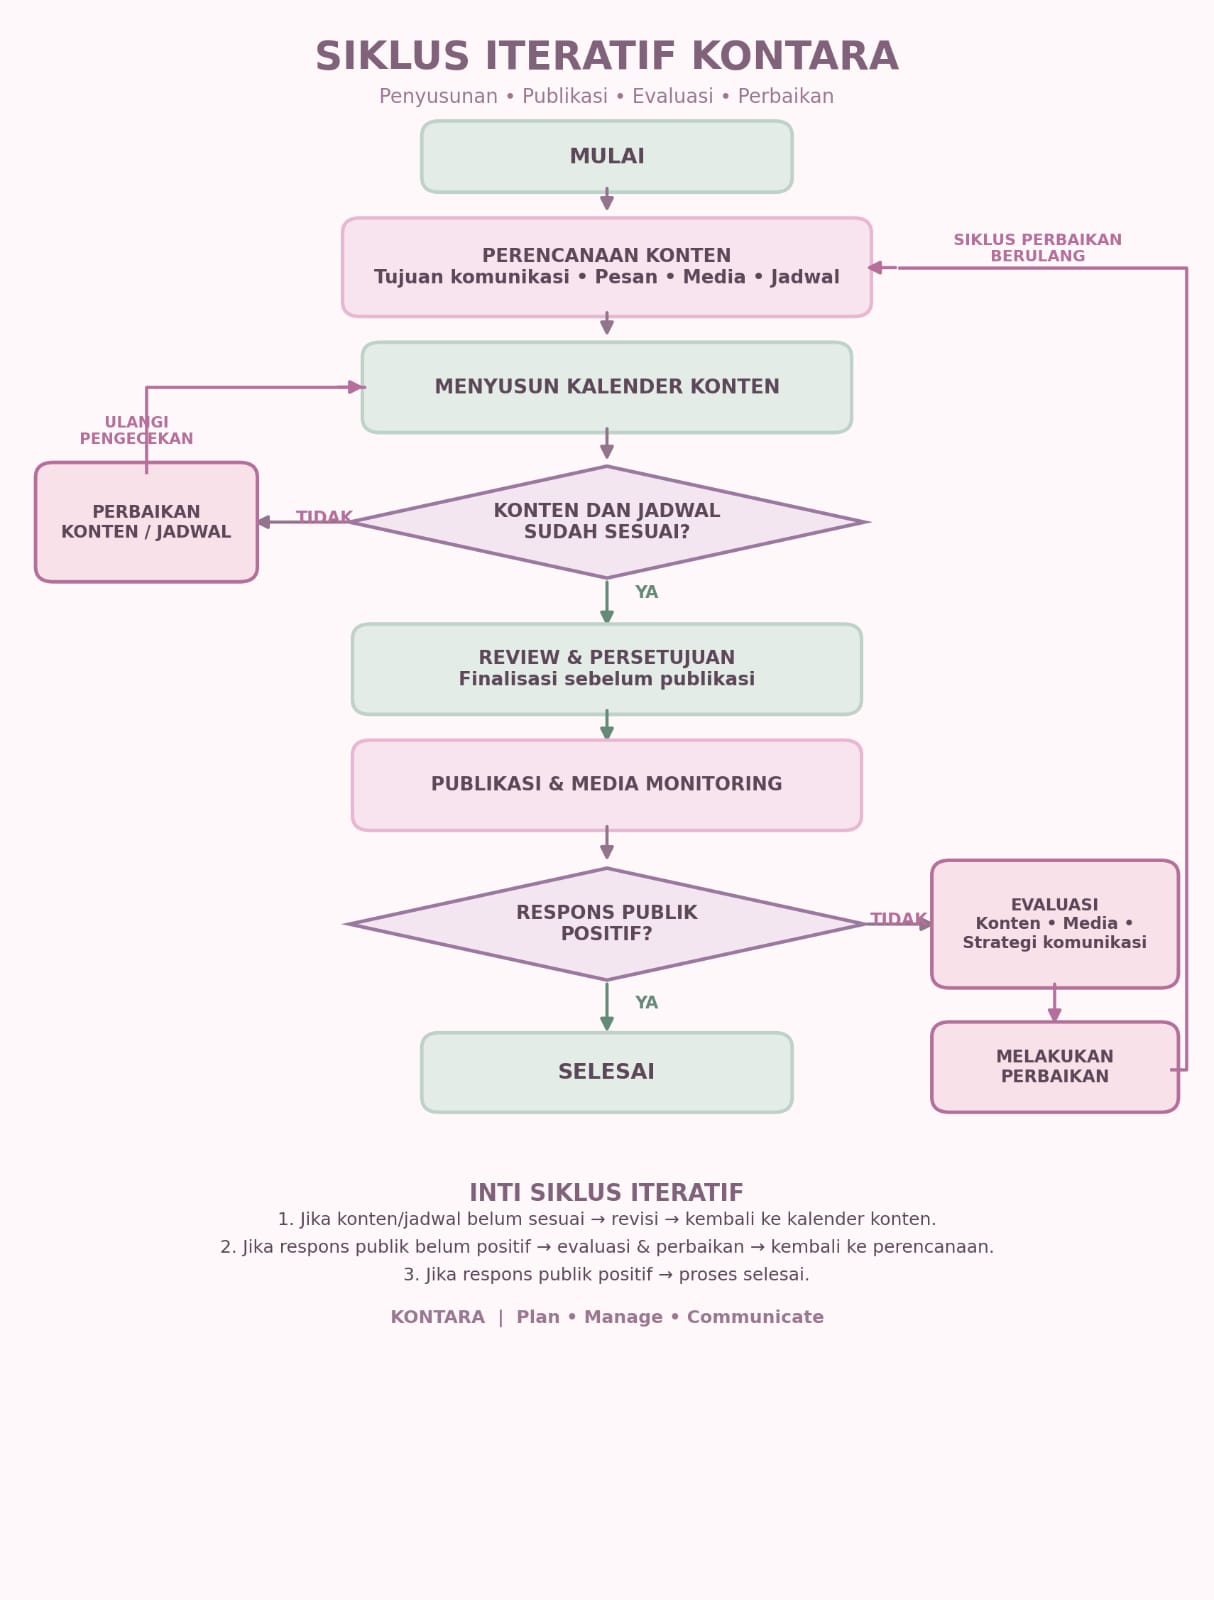 SIKLUS ITERATIF KONTARA
Penyusunan • Publikasi • Evaluasi • Perbaikan
MULAI
PERENCANAAN KONTEN
Tujuan komunikasi • Pesan • Media • Jadwal
SIKLUS PERBAIKAN
BERULANG
MENYUSUN KALENDER KONTEN
ULANGI
PENGECEKAN
PERBAIKAN
KONTEN / JADWAL
TIDAK
KONTEN DAN JADWAL
SUDAH SESUAI?
YA
REVIEW & PERSETUJUAN
Finalisasi sebelum publikasi
PUBLIKASI & MEDIA MONITORING
RESPONS PUBLIK
POSITIF?
TIDAK
EVALUASI
Konten • Media •
Strategi komunikasi
YA
SELESAI
MELAKUKAN
PERBAIKAN
INTI SIKLUS ITERATIF
1. Jika konten/jadwal belum sesuai → revisi → kembali ke kalender konten.
2. Jika respons publik belum positif → evaluasi & perbaikan → kembali ke perencanaan.
3. Jika respons publik positif → proses selesai.
KONTARA | Plan • Manage • Communicate